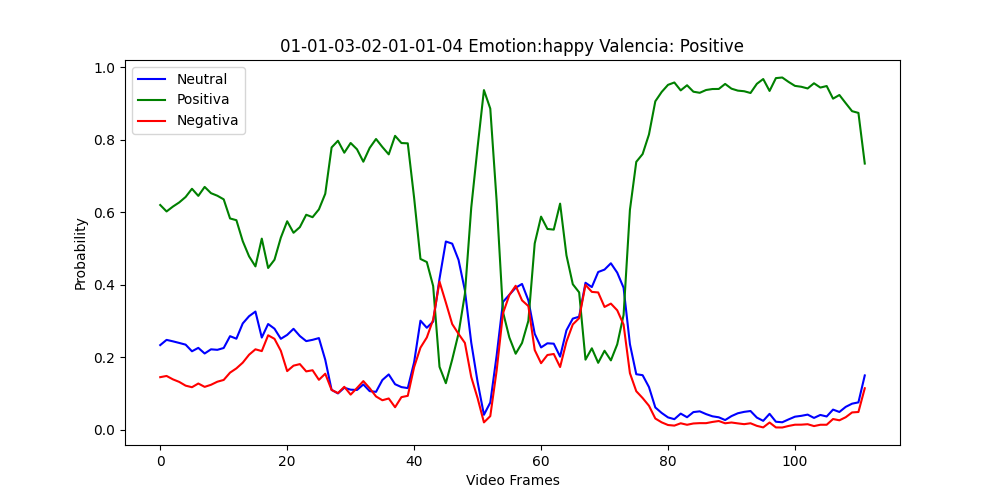 01-01-03-02-01-01-04 Emotion:happy Valencia: Positive
1.0
0.8
0.6
0.4
0.2
0.0
Probability
Neutral
Positiva
Negativa
0 20 40 60 80 100
Video Frames